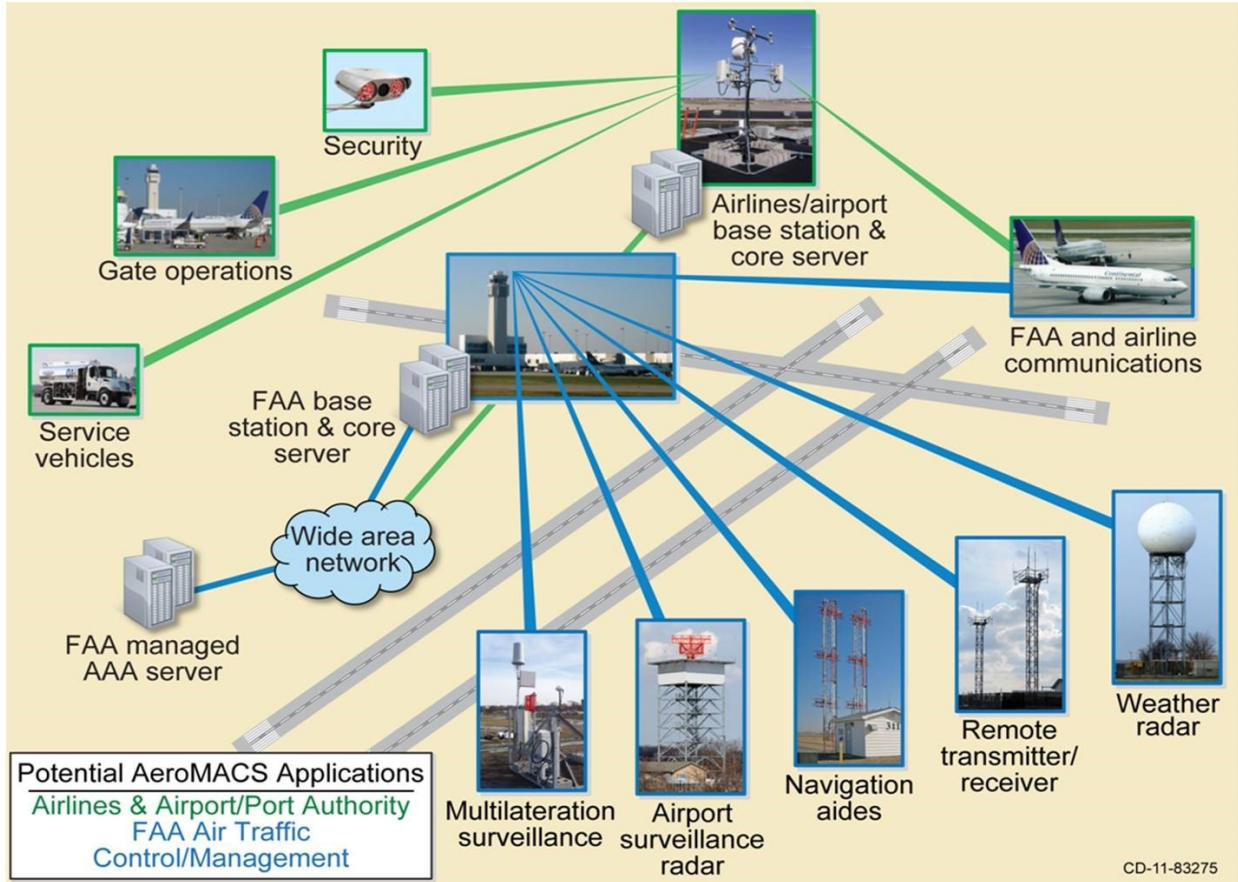 Security
Airlines/airport
base station &
core server
Gate operations
Continental
FAA and airline
communications
Service
vehicles
FAA base
station & core
server
Wide area
network
FAA managed
AAA server
311
Multilateration
surveillance
Airport
surveillance
radar
Navigation
aides
Remote
transmitter/
receiver
Weather
radar
Potential AeroMACS Applications
Airlines & Airport/Port Authority
FAA Air Traffic
Control/Management
CD-11-83275